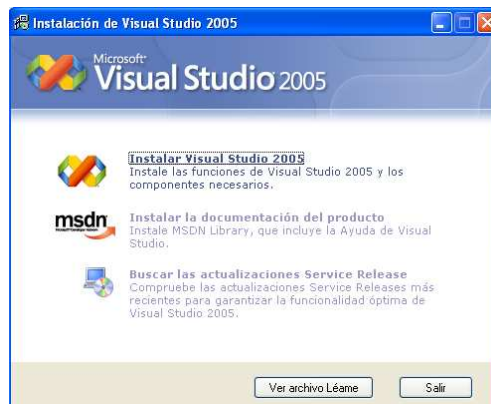 Instalación de Visual Studio 2005
Microsoft
Visual Studio 2005
Instalar Visual Studio 2005
Instale las funciones de Visual Studio 2005 y los
componentes necesarios.
msdn
Instalar la documentación del producto
Instale MSDN Library, que incluye la Ayuda de Visual
Studio.
Buscar las actualizaciones Service Release
Compruebe las actualizaciones Service Releases más
recientes para garantizar la funcionalidad óptima de
Visual Studio 2005.
Ver archivo Léame
Salir